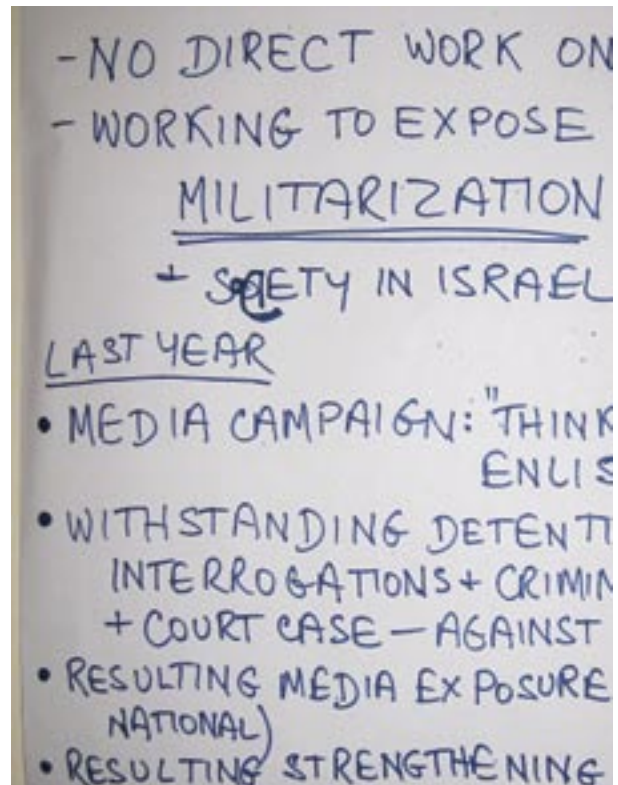 - NO DIRECT WORK ON
- WORKING TO EXPOSE
MILITARIZATION
+ SOCIETY IN ISRAEL
LAST YEAR
• MEDIA CAMPAIGN: "THINK
ENLIS
• WITHSTANDING DETENTI
INTERROGATIONS + CRIMIN
+ COURT CASE — AGAINST
• RESULTING MEDIA EXPOSURE
NATIONAL)
• RESULTING STRENGTHENING